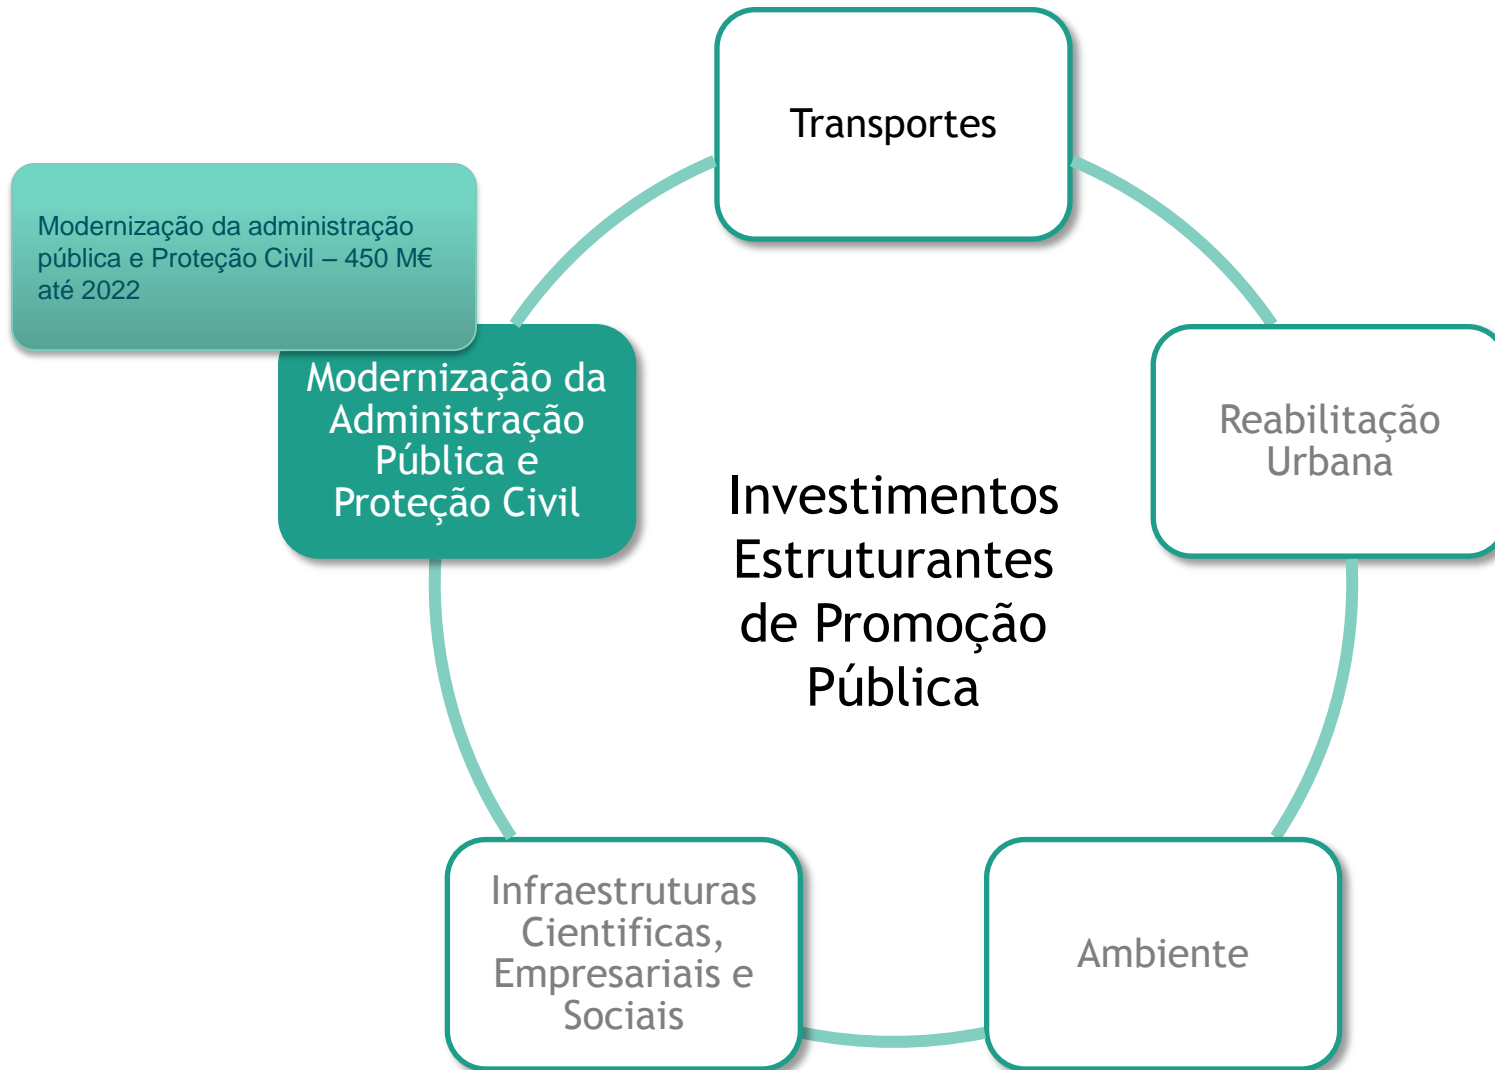 Transportes
Modernização da administração
pública e Proteção Civil – 450 M€
até 2022
Modernização da
Administração
Pública e
Proteção Civil
Reabilitação
Urbana
Investimentos
Estruturantes
de Promoção
Pública
Infraestruturas
Cientificas,
Empresariais e
Sociais
Ambiente